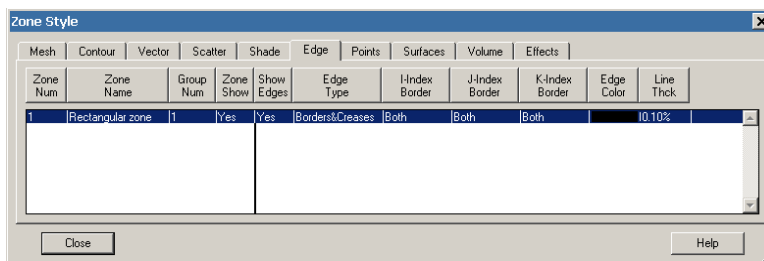 Zone Style
Mesh Contour Vector Scatter Shade Edge Points Surfaces Volume Effects
Zone Num Zone Name Group Num Zone Show Show Edges Edge Type I-Index Border J-Index Border K-Index Border Edge Color Line Thck
1 Rectangular zone 1 Yes Yes Borders&Creases Both Both Both 0.10%
Close Help